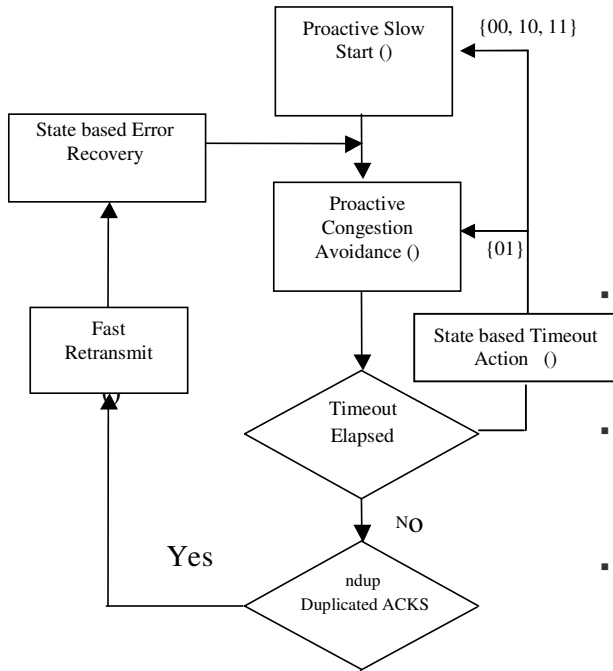 Proactive Slow
Start ()
{00, 10, 11}
State based Error
Recovery
Proactive
Congestion
Avoidance ()
{01}
Fast
Retransmit
()
State based Timeout
Action ()
Timeout
Elapsed
NO
Yes
ndup
Duplicated ACKS